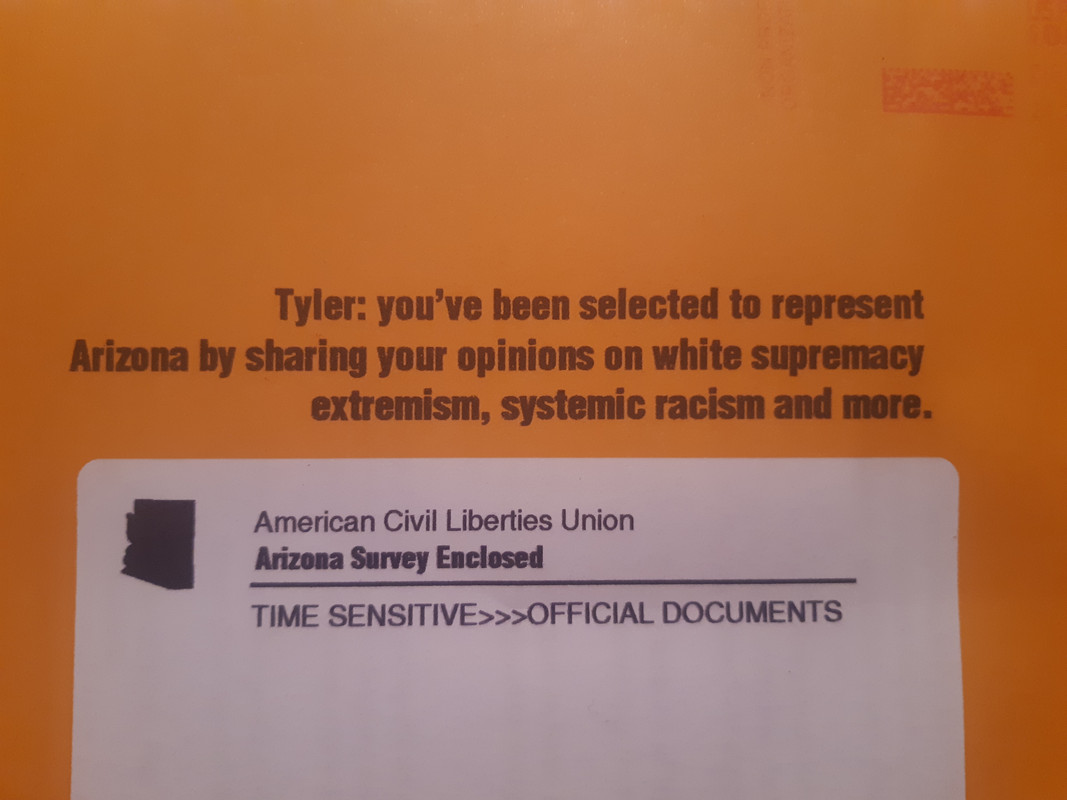 Tyler: you've been selected to represent
Arizona by sharing your opinions on white supremacy
extremism, systemic racism and more.
American Civil Liberties Union
Arizona Survey Enclosed
TIME SENSITIVE>>>OFFICIAL DOCUMENTS